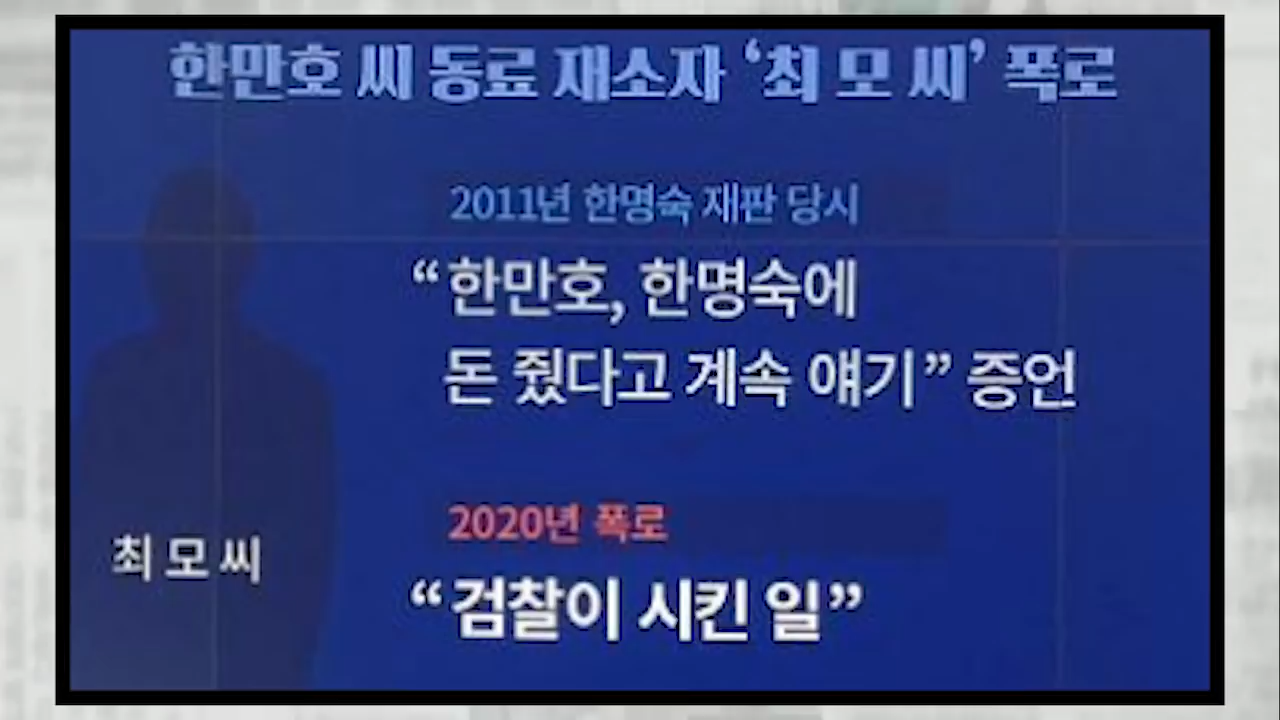 한만호 씨 동료 재소자 ‘최 모 씨’ 폭로
2011년 한명숙 재판 당시
“한만호, 한명숙에
돈 줬다고 계속 얘기” 증언
2020년 폭로
“검찰이 시킨 일”
최 모 씨